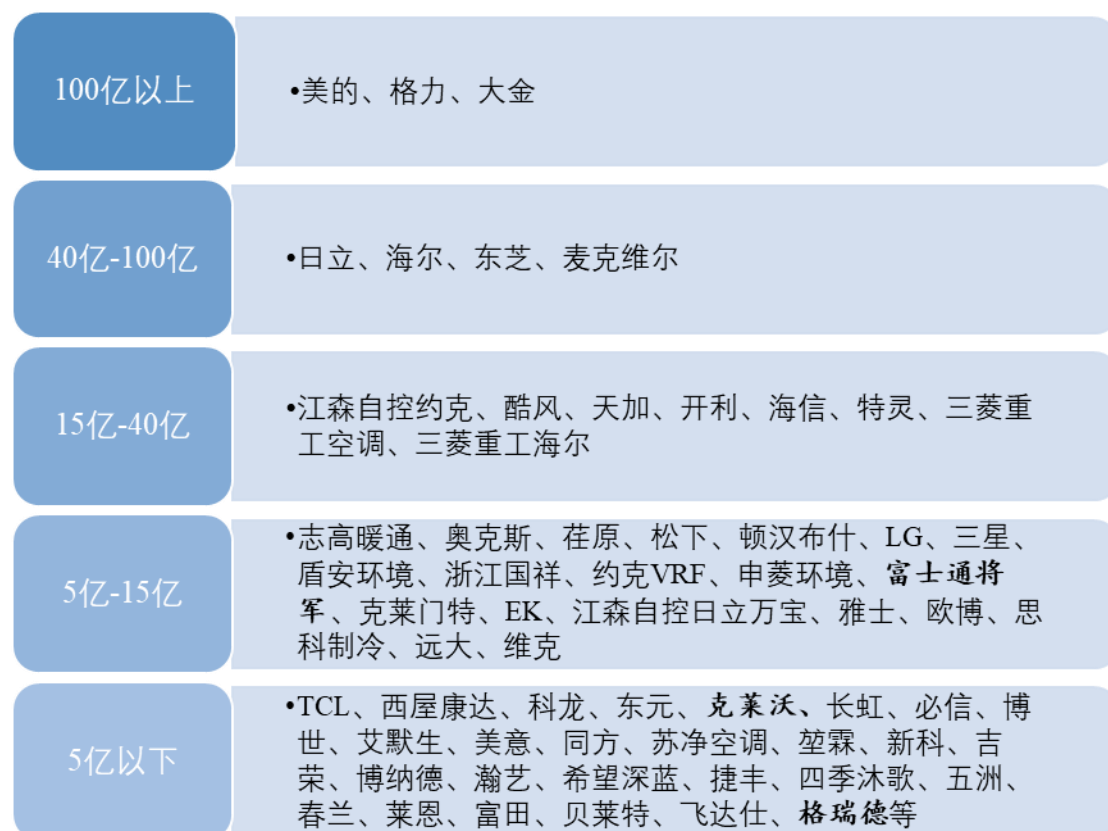 100亿以上
•美的、格力、大金
40亿-100亿
•日立、海尔、东芝、麦克维尔
15亿-40亿
•江森自控约克、酷风、天加、开利、海信、特灵、三菱重
工空调、三菱重工海尔
5亿-15亿
•志高暖通、奥克斯、荏原、松下、顿汉布什、LG、三星、
盾安环境、浙江国祥、约克VRF、申菱环境、富士通将
军、克莱门特、EK、江森自控日立万宝、雅士、欧博、思
科制冷、远大、维克
5亿以下
•TCL、西屋康达、科龙、东元、克莱沃、长虹、必信、博
世、艾默生、美意、同方、苏净空调、堃霖、新科、吉
荣、博纳德、瀚艺、希望深蓝、捷丰、四季沐歌、五洲、
春兰、莱恩、富田、贝莱特、飞达仕、格瑞德等